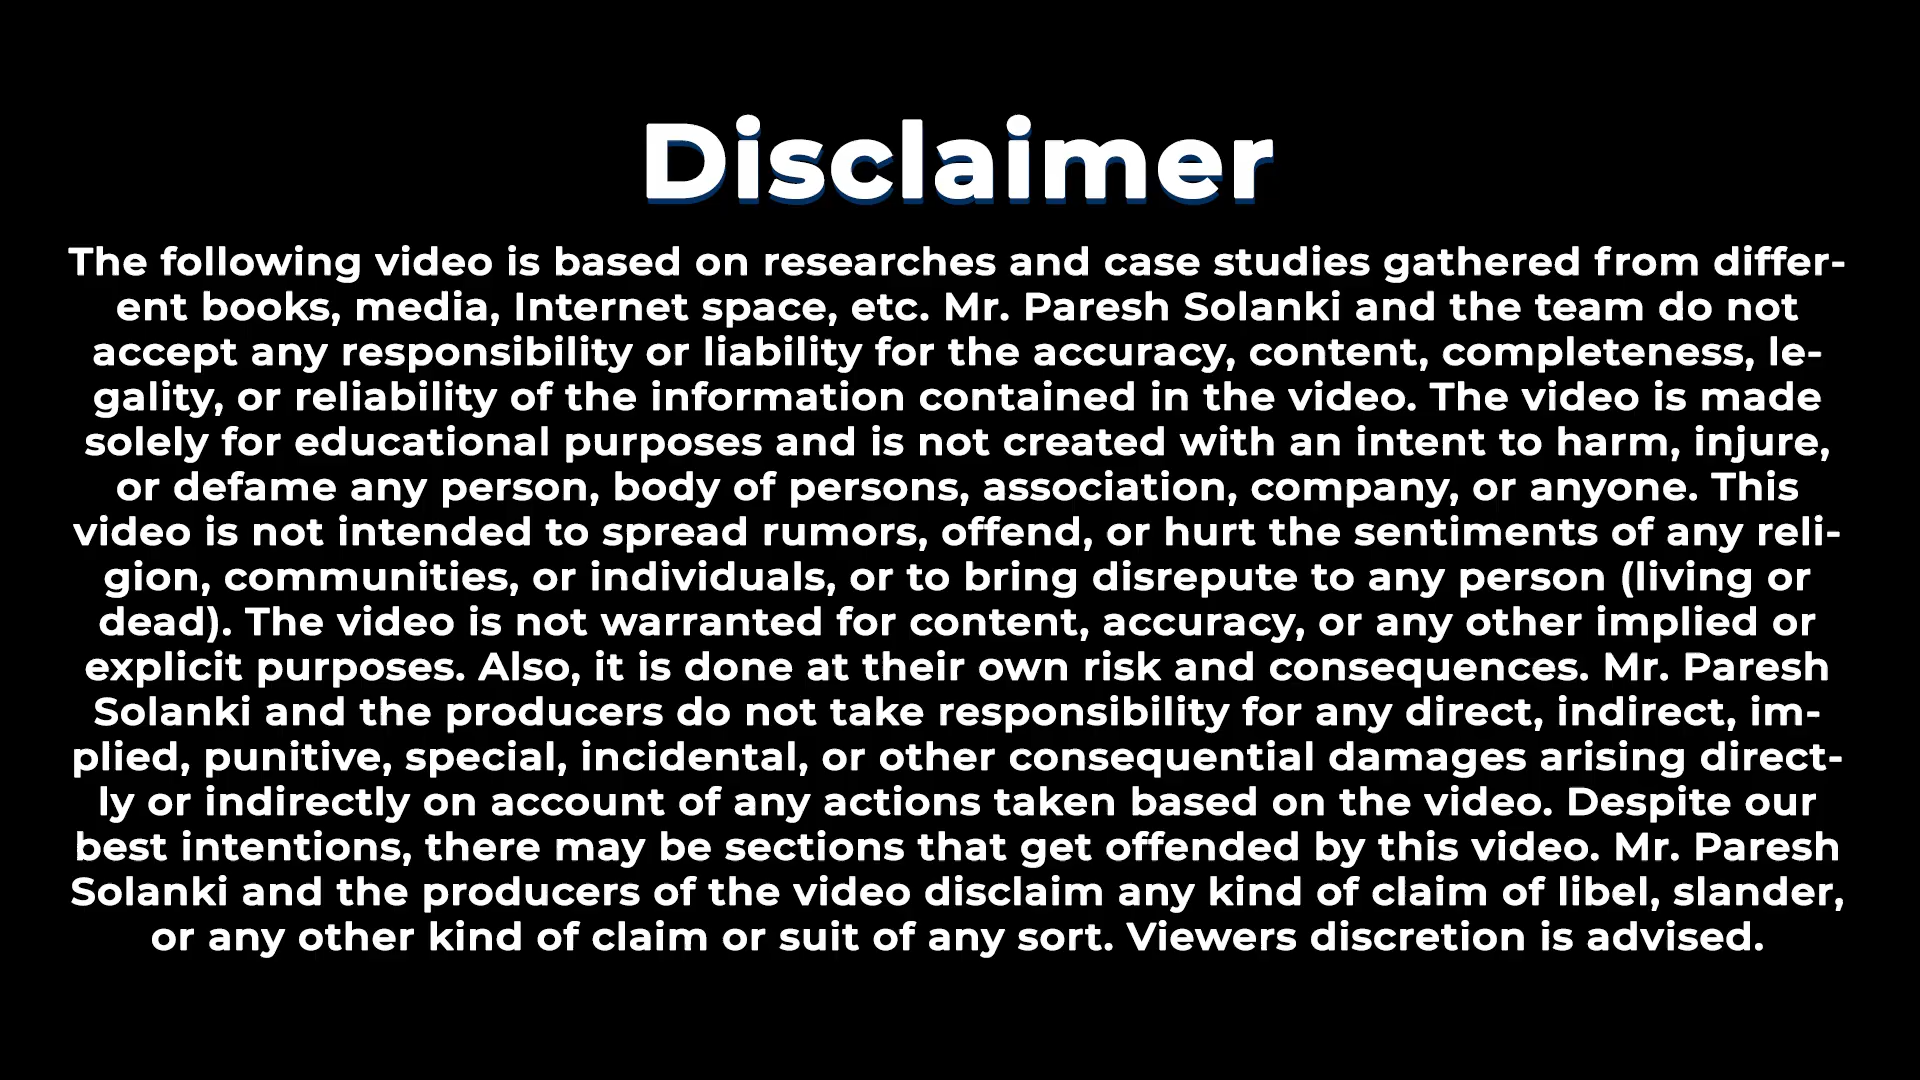 Disclaimer
The following video is based on researches and case studies gathered from differ-
ent books, media, Internet space, etc. Mr. Paresh Solanki and the team do not
accept any responsibility or liability for the accuracy, content, completeness, le-
gality, or reliability of the information contained in the video. The video is made
solely for educational purposes and is not created with an intent to harm, injure,
or defame any person, body of persons, association, company, or anyone. This
video is not intended to spread rumors, offend, or hurt the sentiments of any reli-
gion, communities, or individuals, or to bring disrepute to any person (living or
dead). The video is not warranted for content, accuracy, or any other implied or
explicit purposes. Also, it is done at their own risk and consequences. Mr. Paresh
Solanki and the producers do not take responsibility for any direct, indirect, im-
plied, punitive, special, incidental, or other consequential damages arising direct-
ly or indirectly on account of any actions taken based on the video. Despite our
best intentions, there may be sections that get offended by this video. Mr. Paresh
Solanki and the producers of the video disclaim any kind of claim of libel, slander,
or any other kind of claim or suit of any sort. Viewers discretion is advised.